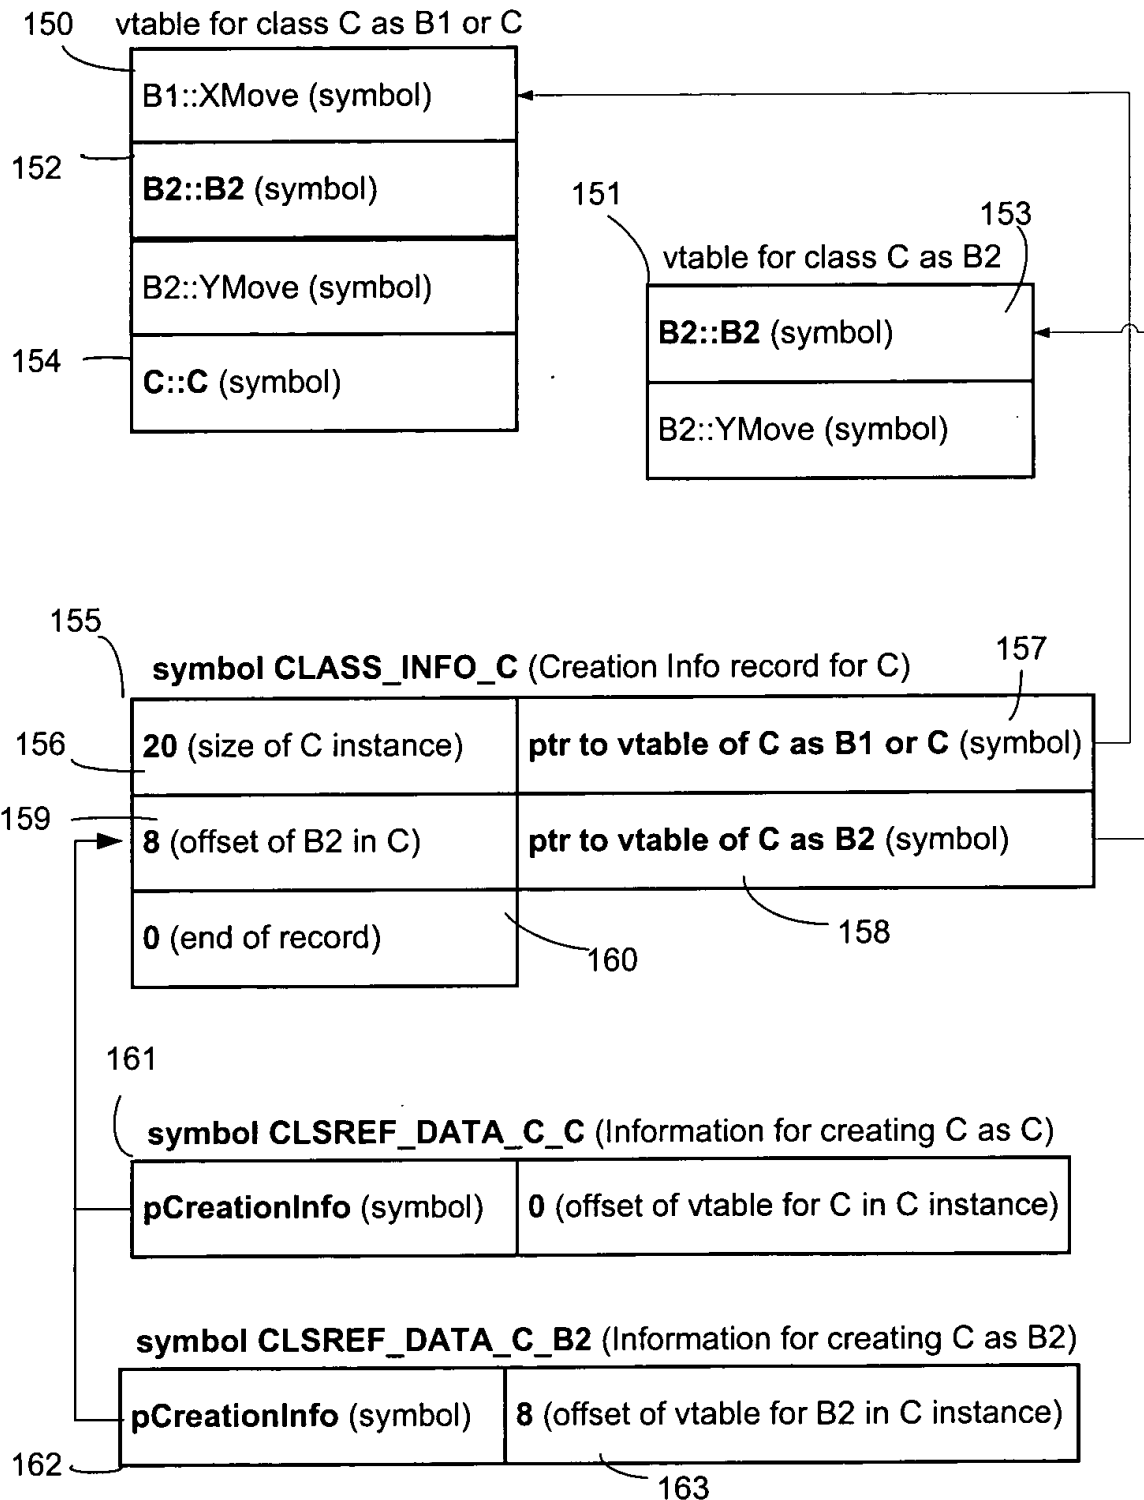 150 vtable for class C as B1 or C
B1::XMove (symbol)
152
B2::B2 (symbol)
B2::YMove (symbol)
154
C::C (symbol)
151
153
vtable for class C as B2
B2::B2 (symbol)
B2::YMove (symbol)
155
symbol CLASS_INFO_C (Creation Info record for C)
157
156
20 (size of C instance)
ptr to vtable of C as B1 or C (symbol)
159
8 (offset of B2 in C)
ptr to vtable of C as B2 (symbol)
158
0 (end of record)
160
161
symbol CLSREF_DATA_C_C (Information for creating C as C)
pCreationInfo (symbol)
0 (offset of vtable for C in C instance)
symbol CLSREF_DATA_C_B2 (Information for creating C as B2)
pCreationInfo (symbol)
8 (offset of vtable for B2 in C instance)
162
163